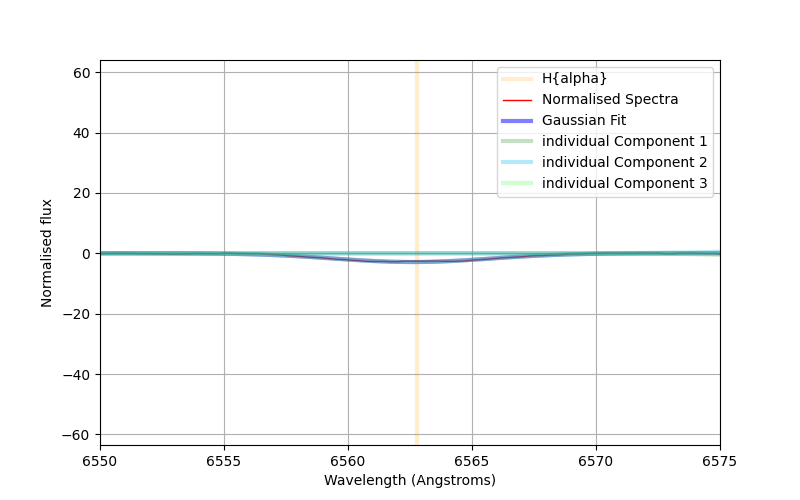 60
40
20
0
−20
−40
−60
Normalised flux
H{alpha}
Normalised Spectra
Gaussian Fit
individual Component 1
individual Component 2
individual Component 3
6550
6555
6560
6565
6570
6575
Wavelength (Angstroms)